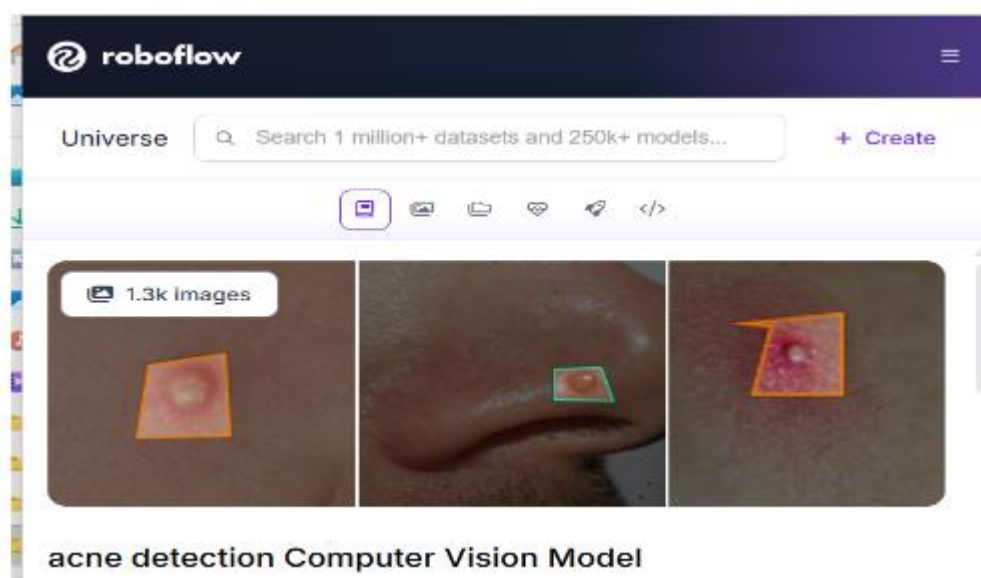 roboflow
Universe
Search 1 million+ datasets and 250k+ models...
+ Create
</>
1.3k images
acne detection Computer Vision Model